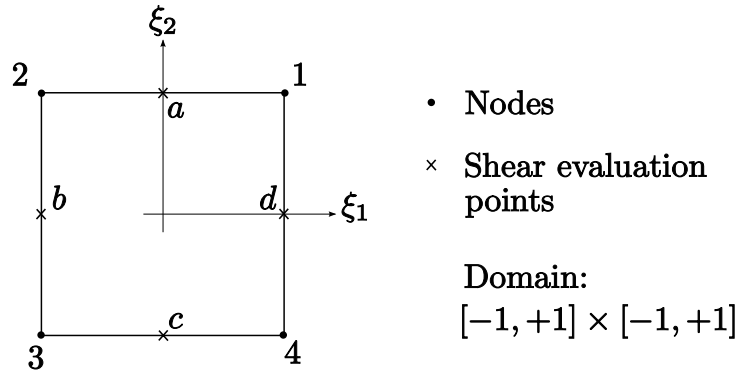 ξ₂
2
1
a
• Nodes
× Shear evaluation
points
b
d
ξ₁
Domain:
[−1, +1] × [−1, +1]
c
3
4